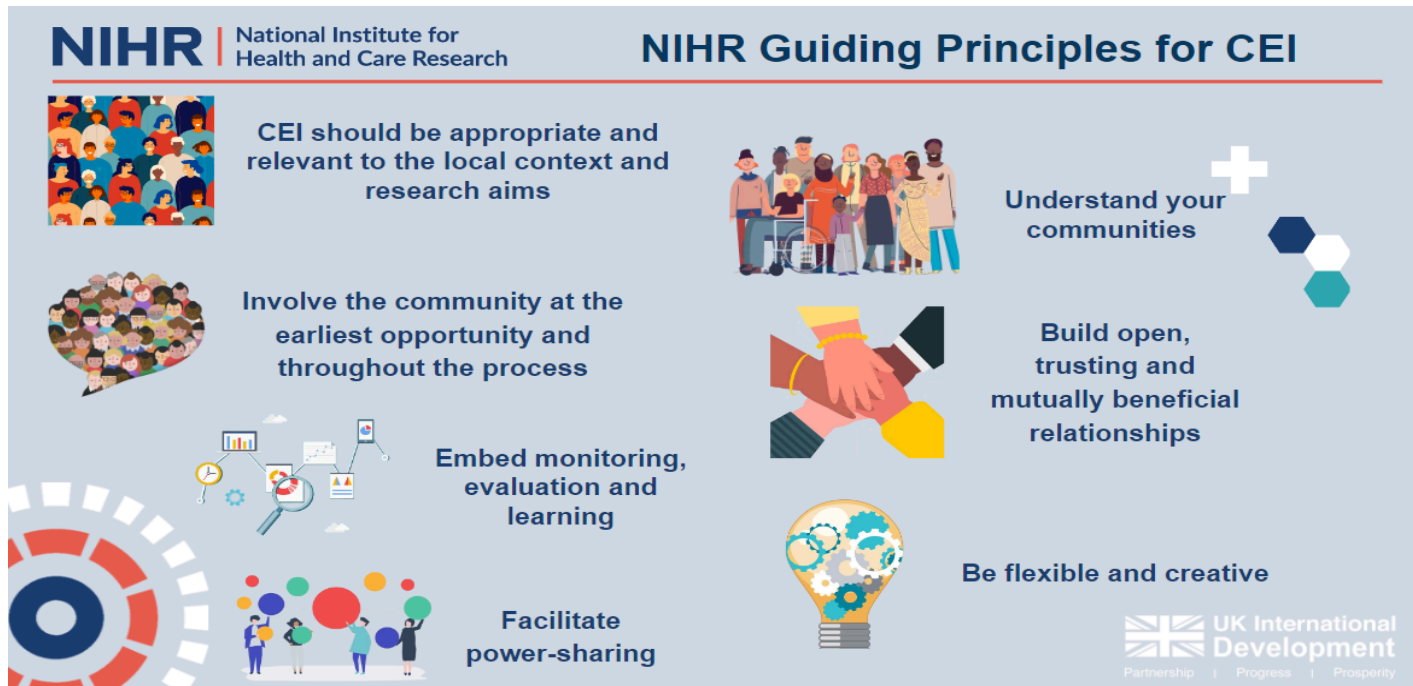 NIHR | National Institute for
Health and Care Research
NIHR Guiding Principles for CEI
CEI should be appropriate and
relevant to the local context and
research aims
Involve the community at the
earliest opportunity and
throughout the process
Embed monitoring,
evaluation and
learning
Facilitate
power-sharing
Understand your
communities
Build open,
trusting and
mutually beneficial
relationships
Be flexible and creative
UK International
Development
Partnership | Progress | Prosperity